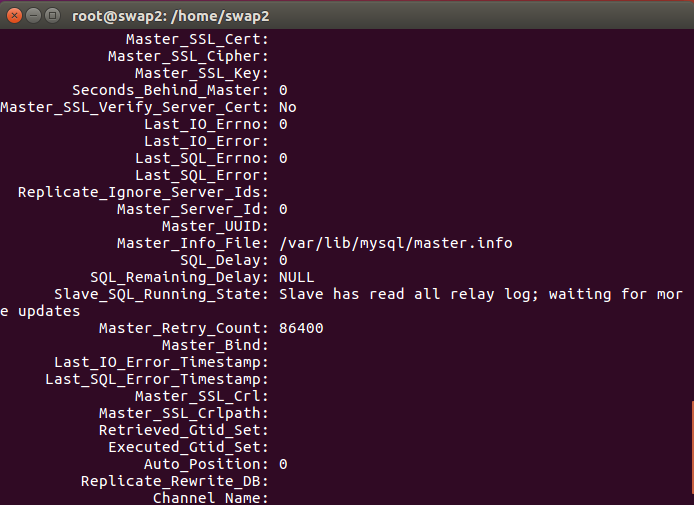 root@swap2: /home/swap2
Master_SSL_Cert:
Master_SSL_Cipher:
Master_SSL_Key:
Seconds_Behind_Master: 0
Master_SSL_Verify_Server_Cert: No
Last_IO_Errno: 0
Last_IO_Error:
Last_SQL_Errno: 0
Last_SQL_Error:
Replicate_Ignore_Server_Ids:
Master_Server_Id: 0
Master_UUID:
Master_Info_File: /var/lib/mysql/master.info
SQL_Delay: 0
SQL_Remaining_Delay: NULL
Slave_SQL_Running_State: Slave has read all relay log; waiting for mor
e updates
Master_Retry_Count: 86400
Master_Bind:
Last_IO_Error_Timestamp:
Last_SQL_Error_Timestamp:
Master_SSL_Crl:
Master_SSL_Crlpath:
Retrieved_Gtid_Set:
Executed_Gtid_Set:
Auto_Position: 0
Replicate_Rewrite_DB:
Channel_Name: